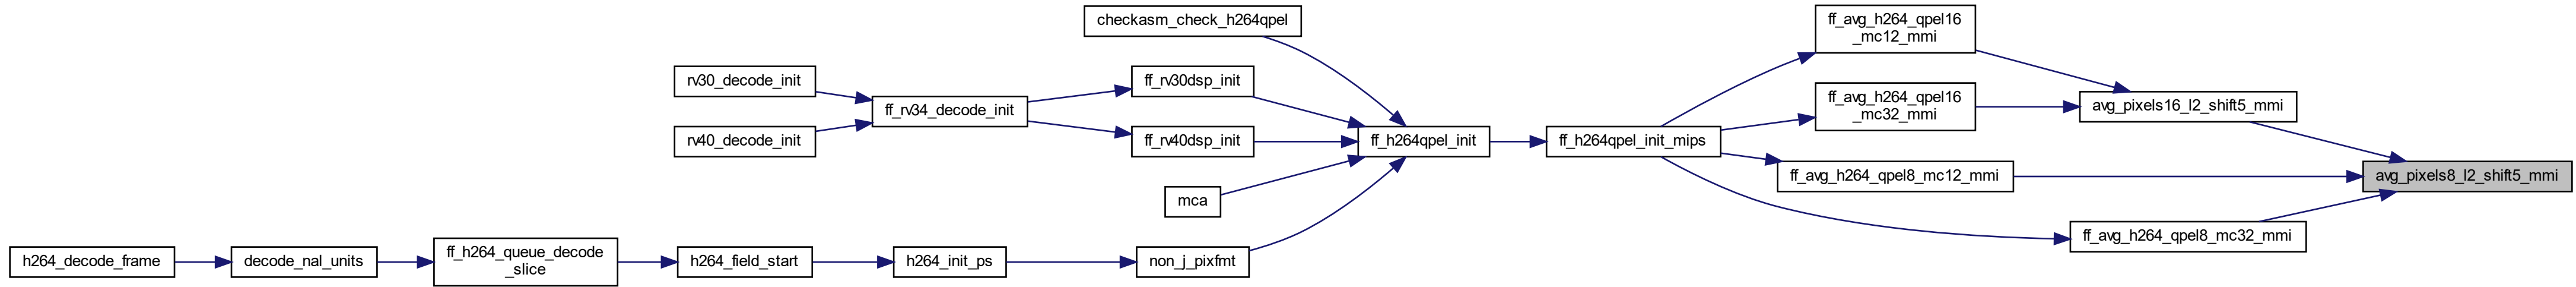 checkasm_check_h264qpel
rv30_decode_init
rv40_decode_init
ff_rv34_decode_init
ff_rv30dsp_init
ff_rv40dsp_init
mca
h264_decode_frame
decode_nal_units
ff_h264_queue_decode
_slice
h264_field_start
h264_init_ps
non_j_pixfmt
ff_h264qpel_init
ff_h264qpel_init_mips
ff_avg_h264_qpel16
_mc12_mmi
ff_avg_h264_qpel16
_mc32_mmi
ff_avg_h264_qpel8_mc12_mmi
ff_avg_h264_qpel8_mc32_mmi
avg_pixels16_l2_shift5_mmi
avg_pixels8_l2_shift5_mmi